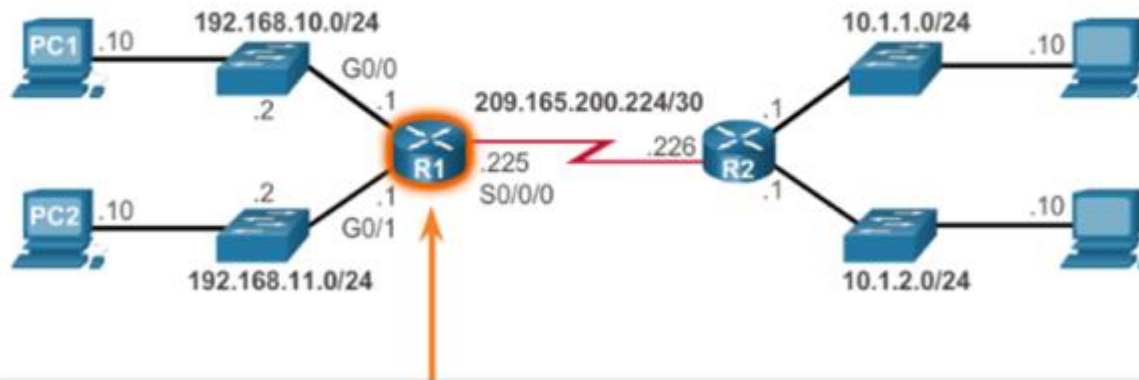 192.168.10.0/24
10.1.1.0/24
PC1
.10
.10
G0/0
.2
.1
209.165.200.224/30
.1
R1
.225
.226
R2
S0/0/0
PC2
.10
.2
.1
G0/1
.1
.10
192.168.11.0/24
10.1.2.0/24